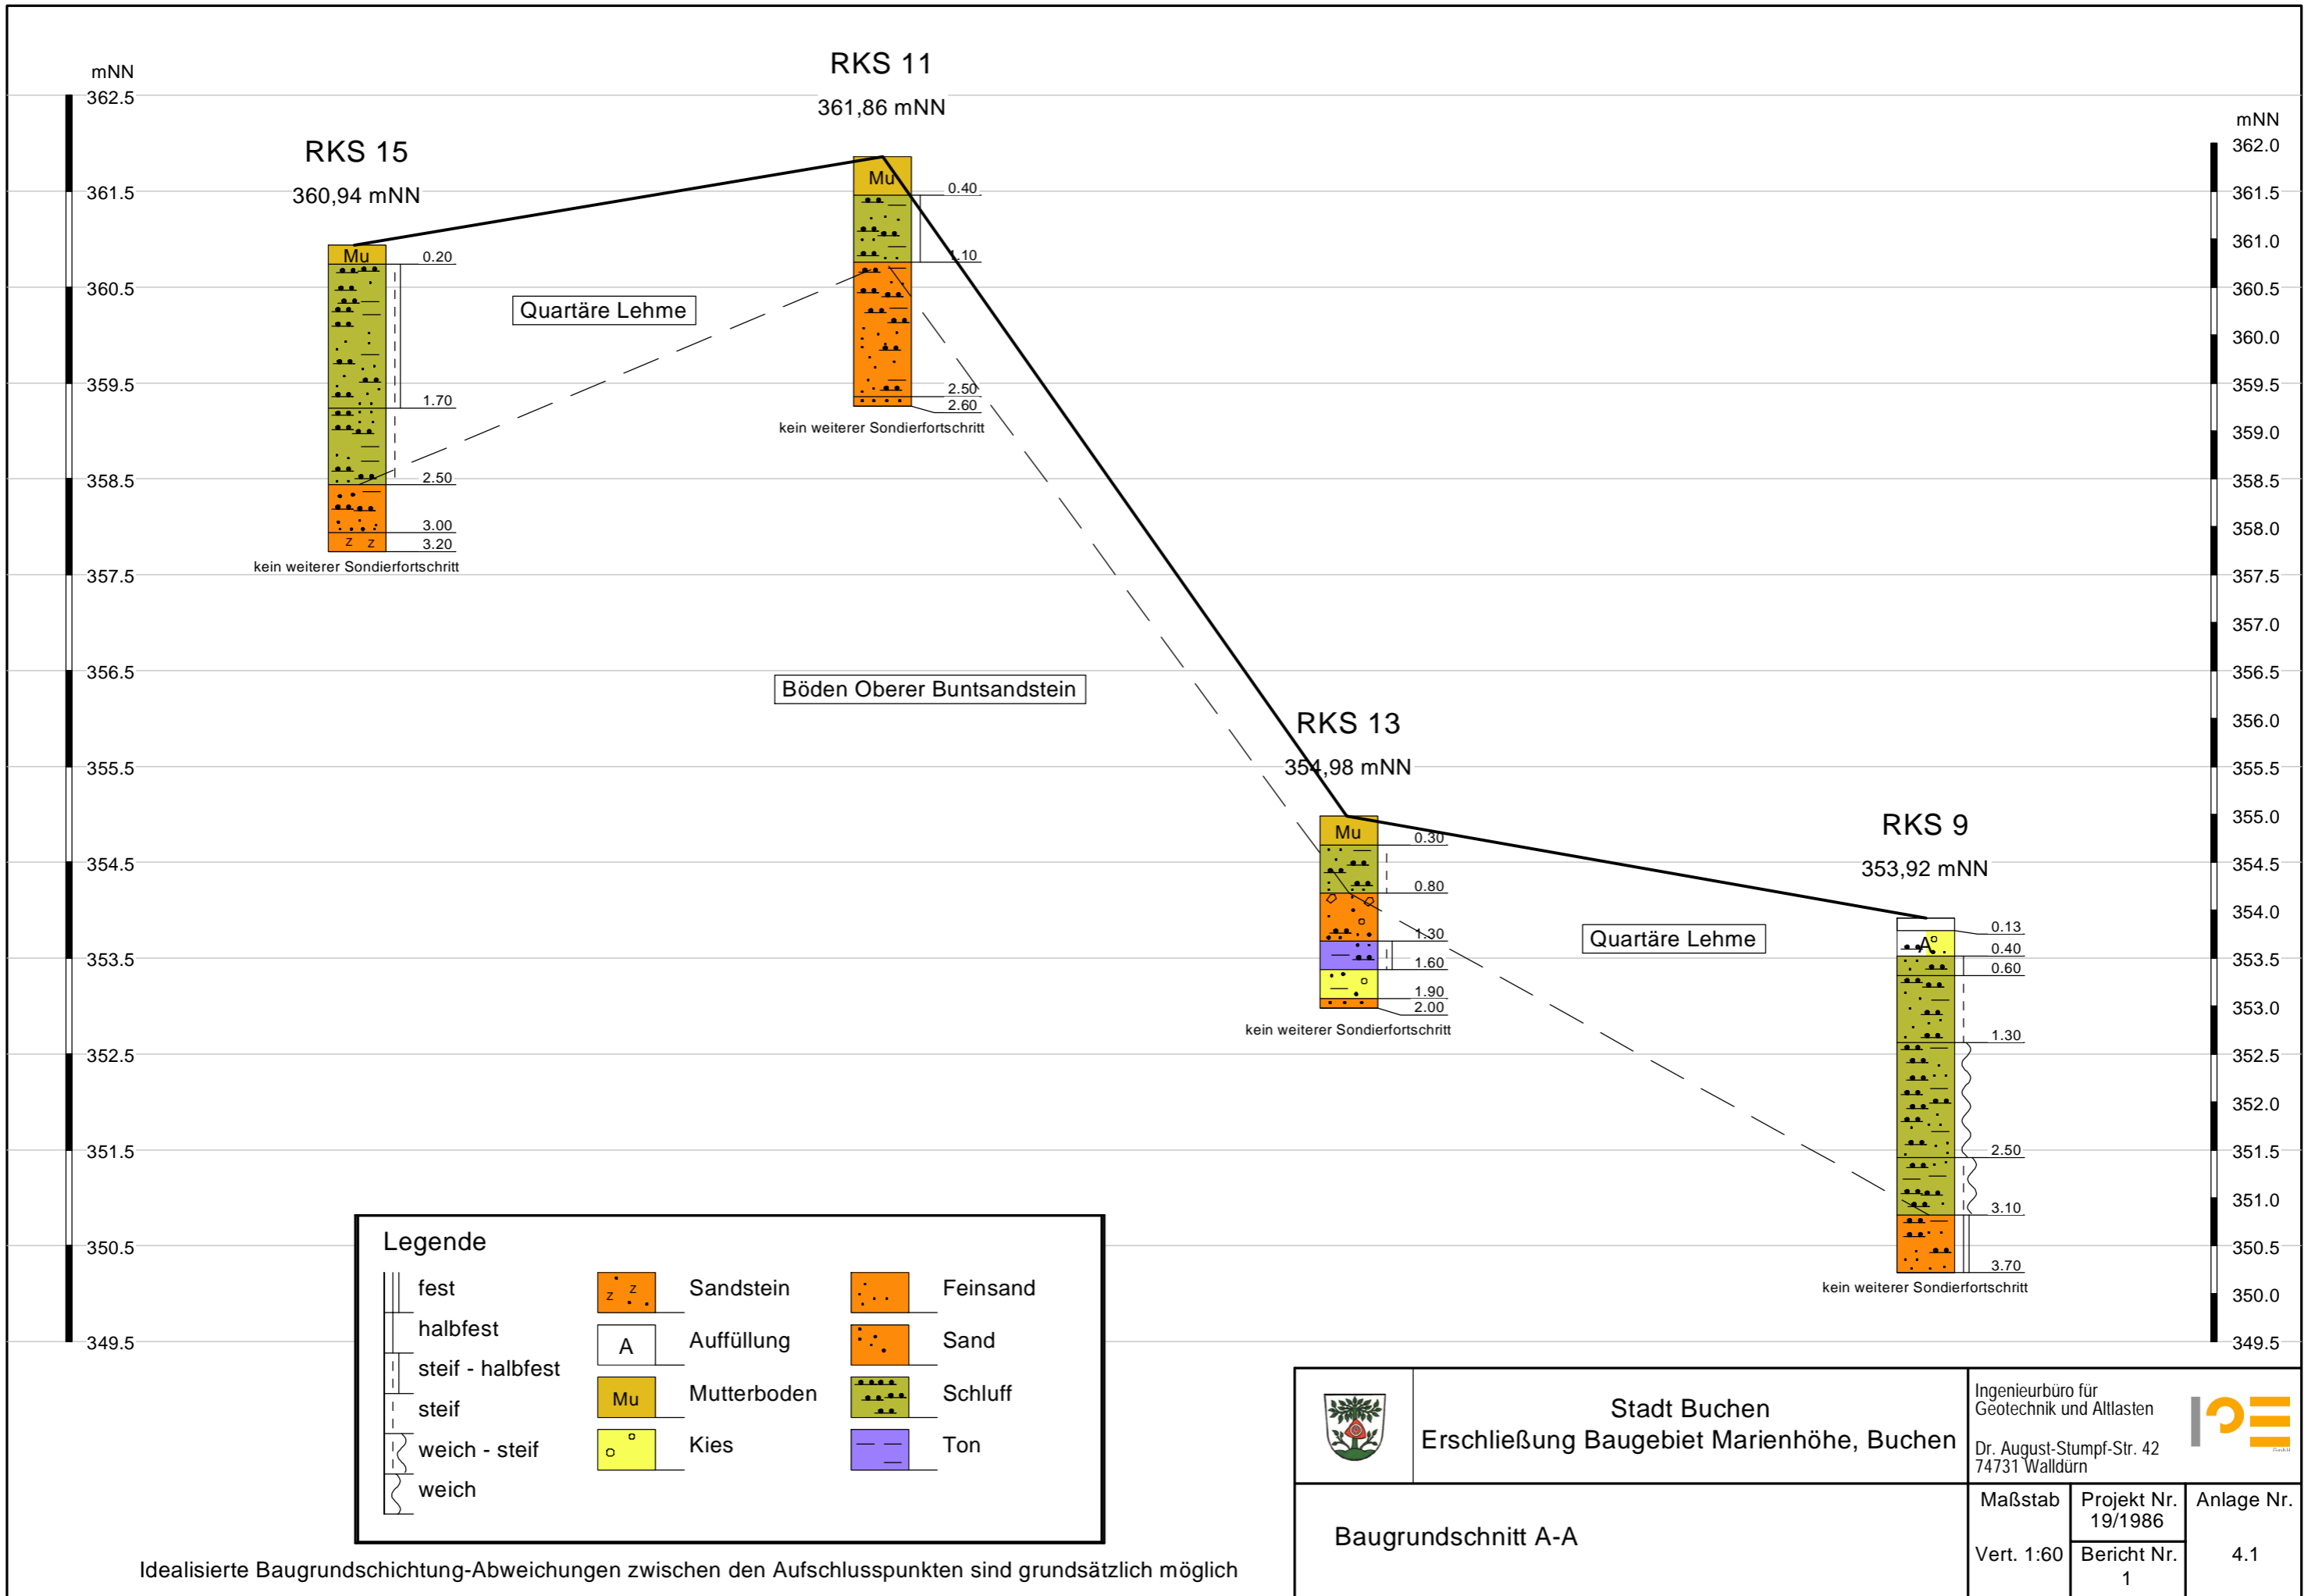 mNN
362.5
361.5
360.5
359.5
358.5
357.5
356.5
355.5
354.5
353.5
352.5
351.5
350.5
349.5
RKS 15
360,94 mNN
Mu
0.20
1.70
2.50
3.00
3.20
z z
kein weiterer Sondierfortschritt
Quartäre Lehme
RKS 11
361,86 mNN
Mu
0.40
1.10
2.50
2.60
kein weiterer Sondierfortschritt
Böden Oberer Buntsandstein
RKS 13
354,98 mNN
Mu
0.30
0.80
1.30
1.60
1.90
2.00
kein weiterer Sondierfortschritt
Quartäre Lehme
RKS 9
353,92 mNN
A
0.13
0.40
0.60
1.30
2.50
3.10
3.70
kein weiterer Sondierfortschritt
mNN
362.0
361.5
361.0
360.5
360.0
359.5
359.0
358.5
358.0
357.5
357.0
356.5
356.0
355.5
355.0
354.5
354.0
353.5
353.0
352.5
352.0
351.5
351.0
350.5
350.0
349.5
Legende
fest
halbfest
steif - halbfest
steif
weich - steif
weich
z z
Sandstein
A
Auffüllung
Mu
Mutterboden
Kies
Feinsand
Sand
Schluff
Ton
Idealisierte Baugrundschichtung-Abweichungen zwischen den Aufschlusspunkten sind grundsätzlich möglich
Stadt Buchen
Erschließung Baugebiet Marienhöhe, Buchen
Ingenieurbüro für
Geotechnik und Altlasten
Dr. August-Stumpf-Str. 42
74731 Walldürn
GmbH
Baugrundschnitt A-A
Maßstab
Vert. 1:60
Projekt Nr.
19/1986
Bericht Nr.
1
Anlage Nr.
4.1